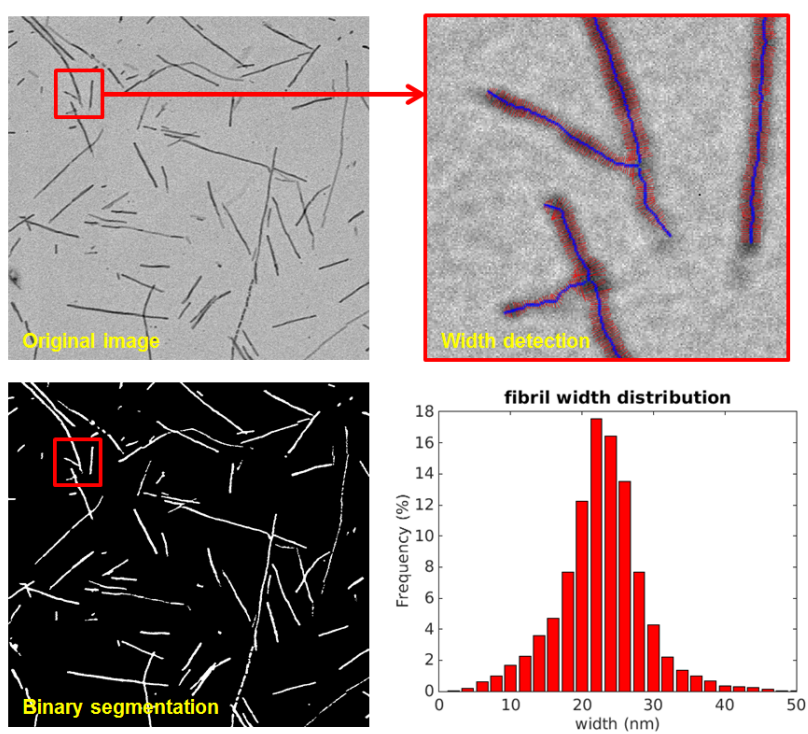 Original image
Width detection
Binary segmentation
fibril width distribution
Frequency (%)
18
16
14
12
10
8
6
4
2
0
0 10 20 30 40 50
width (nm)